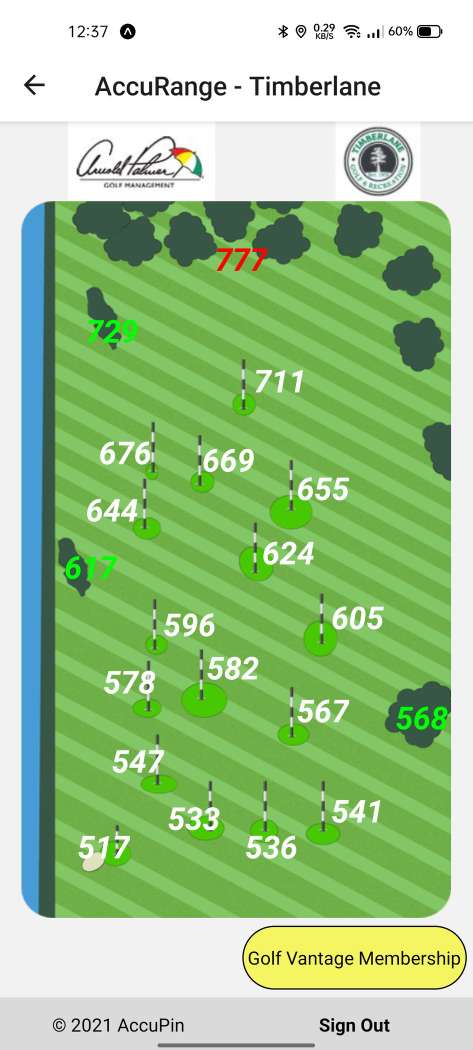 12:37
0.29
KB/S
60%
AccuRange - Timberlane
Arnold Palmer
GOLF MANAGEMENT
TIMBERLANE
GOLF & RECREATION
777
729
711
676
669
655
644
624
617
605
596
582
578
568
567
547
541
533
536
517
Golf Vantage Membership
© 2021 AccuPin
Sign Out